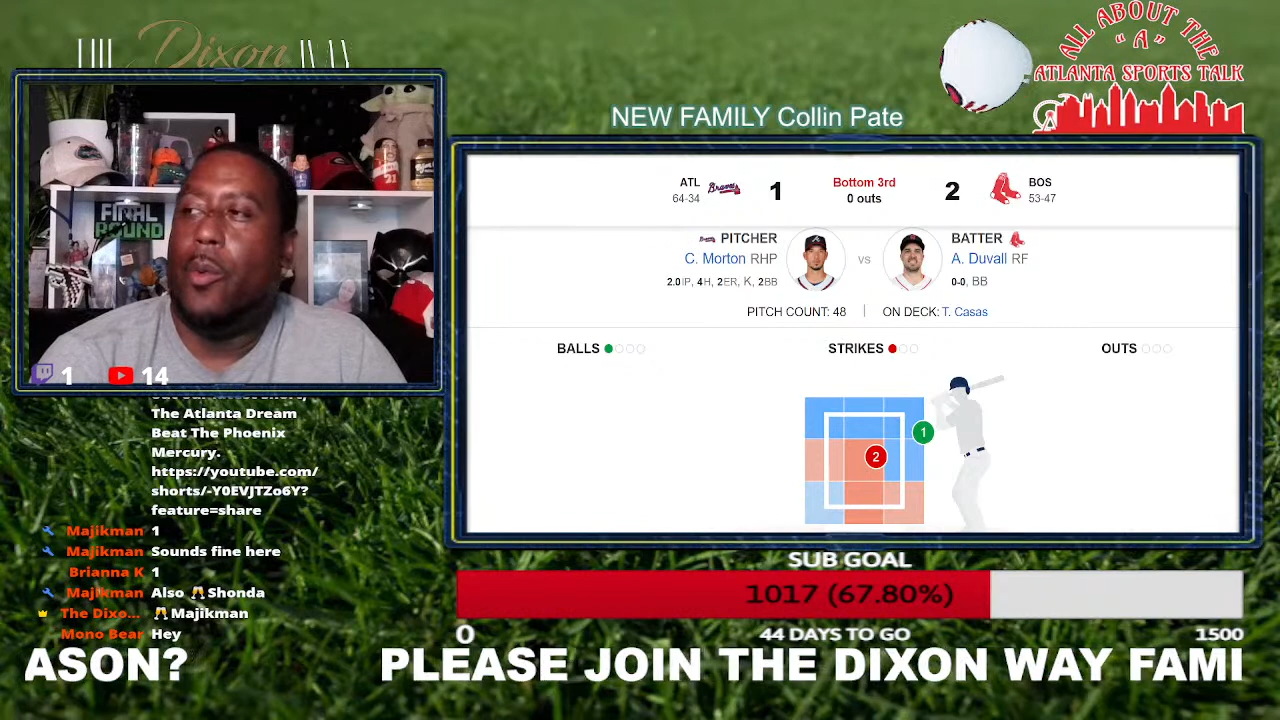 Dixon
ALL ABOUT THE
"A"
ATLANTA SPORTS TALK
NEW FAMILY Collin Pate
FINAL
ROUND
ATL
64-34
Braves
1
Bottom 3rd
0 outs
2
BOS
53-47
PITCHER
C. Morton RHP
2.0 IP, 4 H, 2 ER, K, 2 BB
vs
BATTER
A. Duvall RF
0-0, BB
PITCH COUNT: 48
ON DECK: T. Casas
BALLS
STRIKES
OUTS
1
2
1
14
The Atlanta Dream
Beat The Phoenix
Mercury.
https://youtube.com/
shorts/-Y0EVJTZo6Y?
feature=share
Majikman 1
Majikman Sounds fine here
Brianna K 1
Majikman Also 🥂Shonda
The Dixo... 🥂Majikman
Mono Bear Hey
SUB GOAL
1017 (67.80%)
0
44 DAYS TO GO
1500
ASON? PLEASE JOIN THE DIXON WAY FAMI